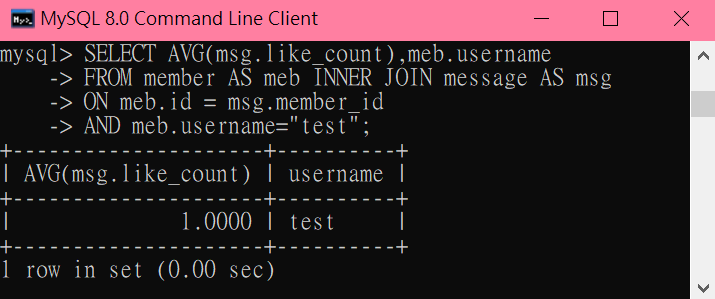 MySQL 8.0 Command Line Client
mysql> SELECT AVG(msg.like_count),meb.username
    -> FROM member AS meb INNER JOIN message AS msg
    -> ON meb.id = msg.member_id
    -> AND meb.username="test";
+---------------------+----------+
| AVG(msg.like_count) | username |
+---------------------+----------+
|              1.0000 | test     |
+---------------------+----------+
1 row in set (0.00 sec)